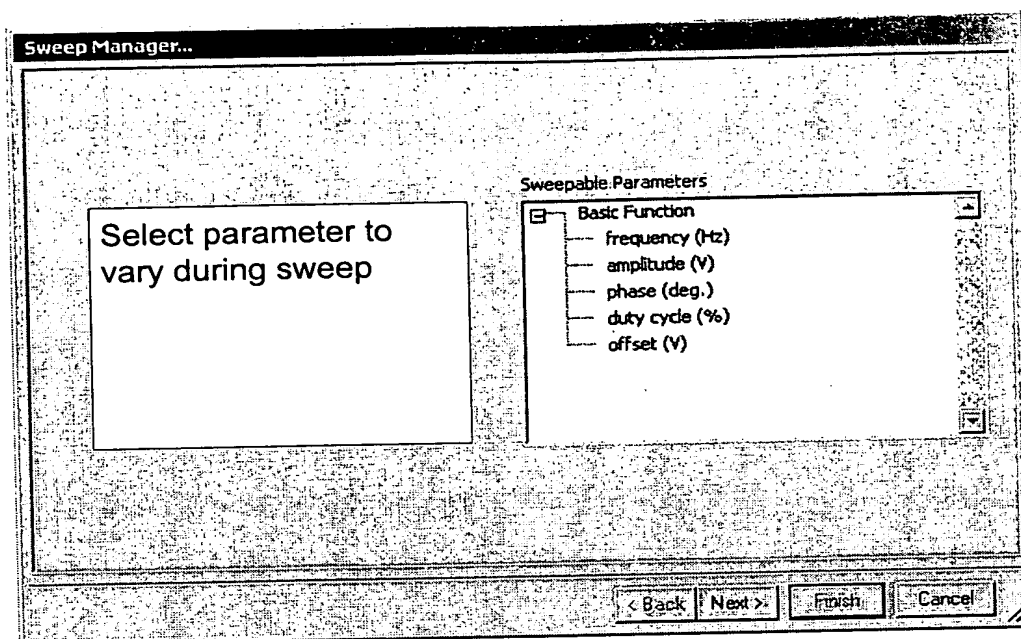 Sweep Manager...
Select parameter to
vary during sweep
Sweepable Parameters
Basic Function
frequency (Hz)
amplitude (V)
phase (deg.)
duty cycle (%)
offset (V)
< Back Next > Finish Cancel